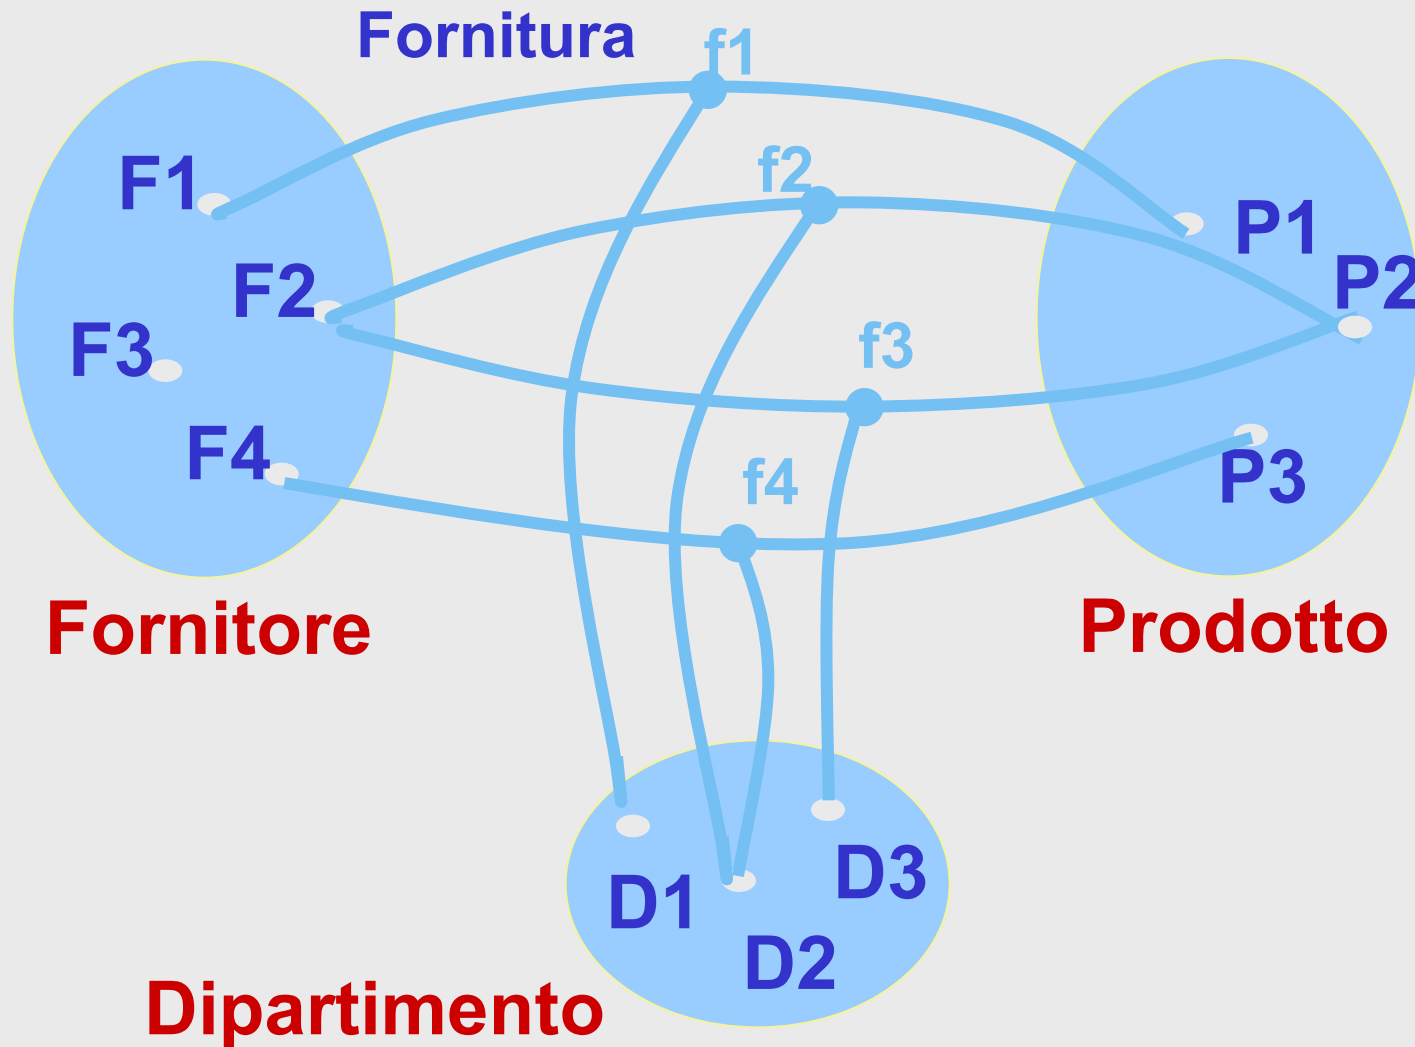 Fornitura
f1
F1
f2
P1
F2
P2
F3
f3
F4
f4
P3
Fornitore
Prodotto
D1
D3
D2
Dipartimento